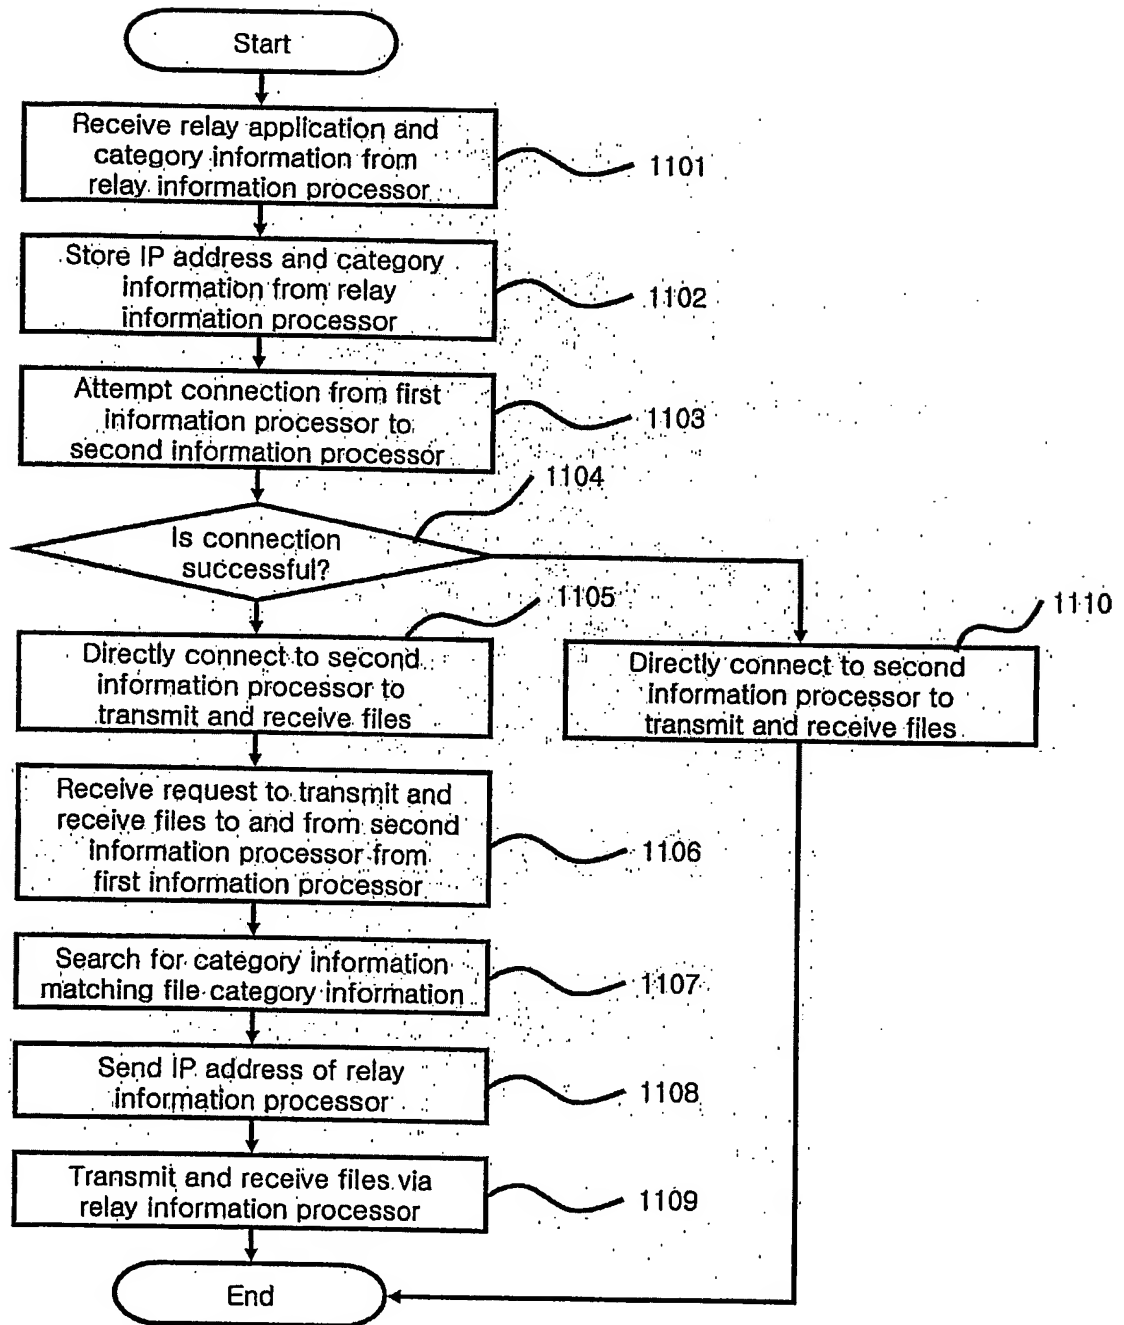 Start
Receive relay application and
category information from
relay information processor
1101
Store IP address and category
information from relay
information processor
1102
Attempt connection from first
information processor to
second information processor
1103
1104
Is connection
successful?
1105
Directly connect to second
information processor to
transmit and receive files
1110
Directly connect to second
information processor to
transmit and receive files
Receive request to transmit and
receive files to and from second
information processor from
first information processor
1106
Search for category information
matching file category information
1107
Send IP address of relay
information processor
1108
Transmit and receive files via
relay information processor
1109
End